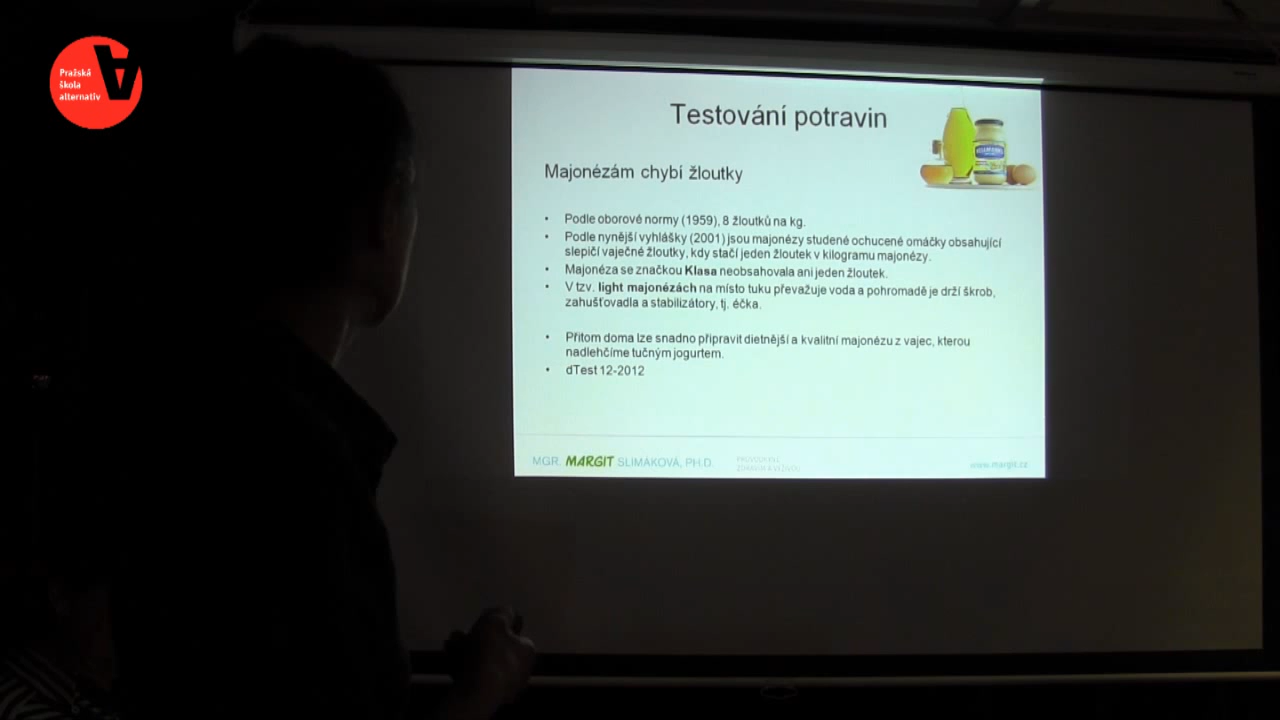 Pražská
škola
alternativ
Testování potravin
Majonézám chybí žloutky
• Podle oborové normy (1959), 8 žloutků na kg.
• Podle nynější vyhlášky (2001) jsou majonézy studené ochucené omáčky obsahující
slepičí vaječné žloutky, kdy stačí jeden žloutek v kilogramu majonézy.
• Majonéza se značkou Klasa neobsahovala ani jeden žloutek.
• V tzv. light majonézách na místo tuku převažuje voda a pohromadě je drží škrob,
zahušťovadla a stabilizátory, tj. éčka.
• Přitom doma lze snadno připravit dietnější a kvalitní majonézu z vajec, kterou
nadlehčíme tučným jogurtem.
• dTest 12-2012
MGR. MARGIT SLIMÁKOVÁ, PH.D.
www.margit.cz